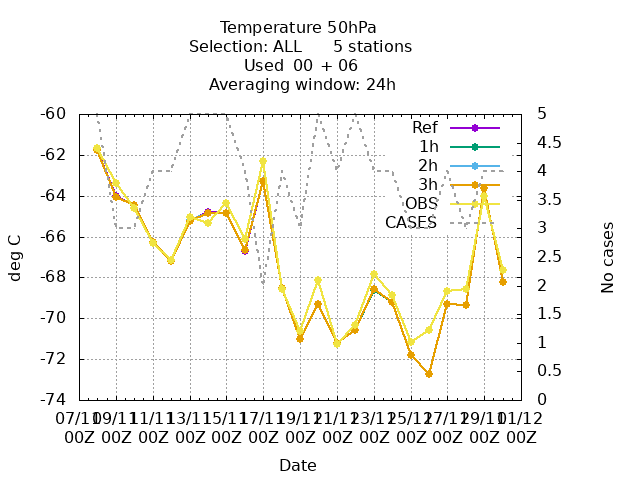 Temperature 50hPa
Selection: ALL 5 stations
Used 00 + 06
Averaging window: 24h
-60 5
Ref
4.5
1h
-62
2h
4
3h
-64 3.5
OBS
CASES
3
-66
deg C
No cases
2.5
-68
2
-70
1.5
1
-72
0.5
-74 0
07/11 09/11 11/11 13/11 15/11 17/11 19/11 21/11 23/11 25/11 27/11 29/11 01/12
00Z 00Z 00Z 00Z 00Z 00Z 00Z 00Z 00Z 00Z 00Z 00Z 00Z
Date